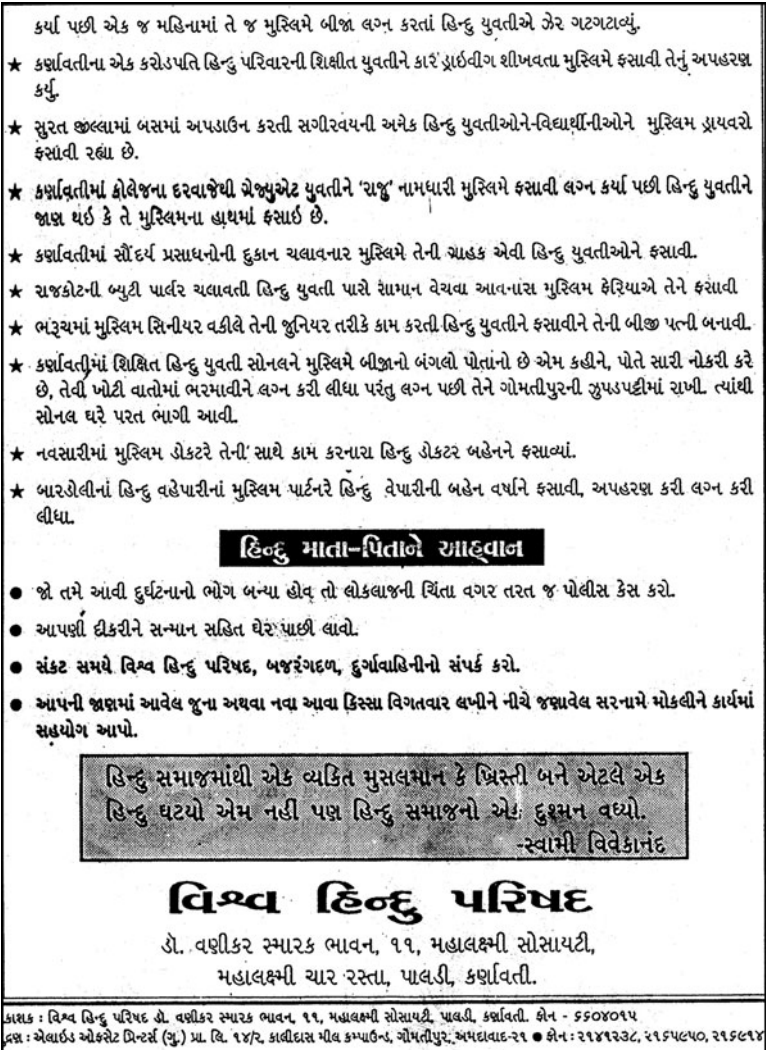 કર્યા પછી એક જ મહિનામાં તે જ મુસ્લિમે બીજા લગ્ન કરતાં હિન્દુ યુવતીએ ઝેર ગટગટાવ્યું.
★ કર્ણાવતીના એક કરોડપતિ હિન્દુ પરિવારની શિક્ષીત યુવતીને કાર ડ્રાઇવીગ શીખવતા મુસ્લિમે ફસાવી તેનું અપહરણ
કર્યુ.
★ સુરત જીલ્લામાં બસમાં અપડાઉન કરતી સગીરવયની અનેક હિન્દુ યુવતીઓને-વિદ્યાર્થીનીઓને મુસ્લિમ ડ્રાયવરો
ફસાવી રહ્યા છે.
★ કર્ણાવતીમાં કોલેજના દરવાજેથી ગ્રેજ્યુએટ યુવતીને ‘રાજુ’ નામધારી મુસ્લિમે ફસાવી લગ્ન કર્યા પછી હિન્દુ યુવતીને
જાણ થઇ કે તે મુસ્લિમના હાથમાં ફસાઇ છે.
★ કર્ણાવતીમાં સૌંદર્ય પ્રસાધનોની દુકાન ચલાવનાર મુસ્લિમે તેની ગ્રાહક એવી હિન્દુ યુવતીઓને ફસાવી.
★ રાજકોટની બ્યુટી પાર્લર ચલાવતી હિન્દુ યુવતી પાસે સામાન વેચવા આવનાસ મુસ્લિમ ફેરિયાએ તેને ફસાવી
★ ભરૂચમાં મુસ્લિમ સિનીયર વકીલે તેની જુનિયર તરીકે કામ કરતી હિન્દુ યુવતીને ફસાવીને તેની બીજી પત્ની બનાવી.
★ કર્ણાવતીમાં શિક્ષિત હિન્દુ યુવતી સોનલને મુસ્લિમે બીજાનો બંગલો પોતાનો છે એમ કહીને, પોતે સારી નોકરી કરે
છે, તેવી ખોટી વાતોમાં ભરમાવીને લગ્ન કરી લીધા પરંતુ લગ્ન પછી તેને ગોમતીપુરની ઝુપડપટ્ટીમાં રાખી. ત્યાંથી
સોનલ ઘરે પરત ભાગી આવી.
★ નવસારીમાં મુસ્લિમ ડોક્ટરે તેની સાથે કામ કરનારા હિન્દુ ડોક્ટર બહેનને ફસાવ્યાં.
★ બારડોલીનાં હિન્દુ વહેપારીનાં મુસ્લિમ પાર્ટનરે હિન્દુ વેપારીની બહેન વર્ષાને ફસાવી, અપહરણ કરી લગ્ન કરી
લીધા.
હિન્દુ માતા-પિતાને આહ્વાન
● જો તમે આવી દુર્ઘટનાનો ભોગ બન્યા હોવ તો લોકલાજની ચિંતા વગર તરત જ પોલીસ કેસ કરો.
● આપણી દીકરીને સન્માન સહિત ઘેર પાછી લાવો.
● સંકટ સમયે વિશ્વ હિન્દુ પરિષદ, બજરંગદળ, દુર્ગાવાહિનીનો સંપર્ક કરો.
● આપની જાણમાં આવેલ જુના અથવા નવા આવા કિસ્સા વિગતવાર લખીને નીચે જણાવેલ સરનામે મોકલીને કાર્યમાં
સહયોગ આપો.
હિન્દુ સમાજમાંથી એક વ્યકિત મુસલમાન કે ખ્રિસ્તી બને એટલે એક
હિન્દુ ઘટયો એમ નહીં પણ હિન્દુ સમાજનો એક દુશ્મન વધ્યો.
-સ્વામી વિવેકાનંદ
વિશ્વ હિન્દુ પરિષદ
ડૉ. વણીકર સ્મારક ભાવન, ૧૧, મહાલક્ષ્મી સોસાયટી,
મહાલક્ષ્મી ચાર રસ્તા, પાલડી, કર્ણાવતી.
કાશક : વિશ્વ હિન્દુ પરિષદ ડો. વણીકર સ્મારક ભાવન, ૧૧, મહાલક્ષ્મી સોસાયટી, પાલડી, કર્ણાવતી. ફોન - ૬૬૦૪૦૧૫
દ્રણ : એલાઇડ ઓફસેટ પ્રિન્ટર્સ (ગુ.) પ્રા. લિ. ૧૪/૨, કાલીદાસ મીલ કમ્પાઉન્ડ, ગોમતીપુર, અમદાવાદ-૨૧ ● ફોન : ૨૧૪૧૨૩૮, ૨૧૬૫૯૫૦, ૨૧૬૯૧૪